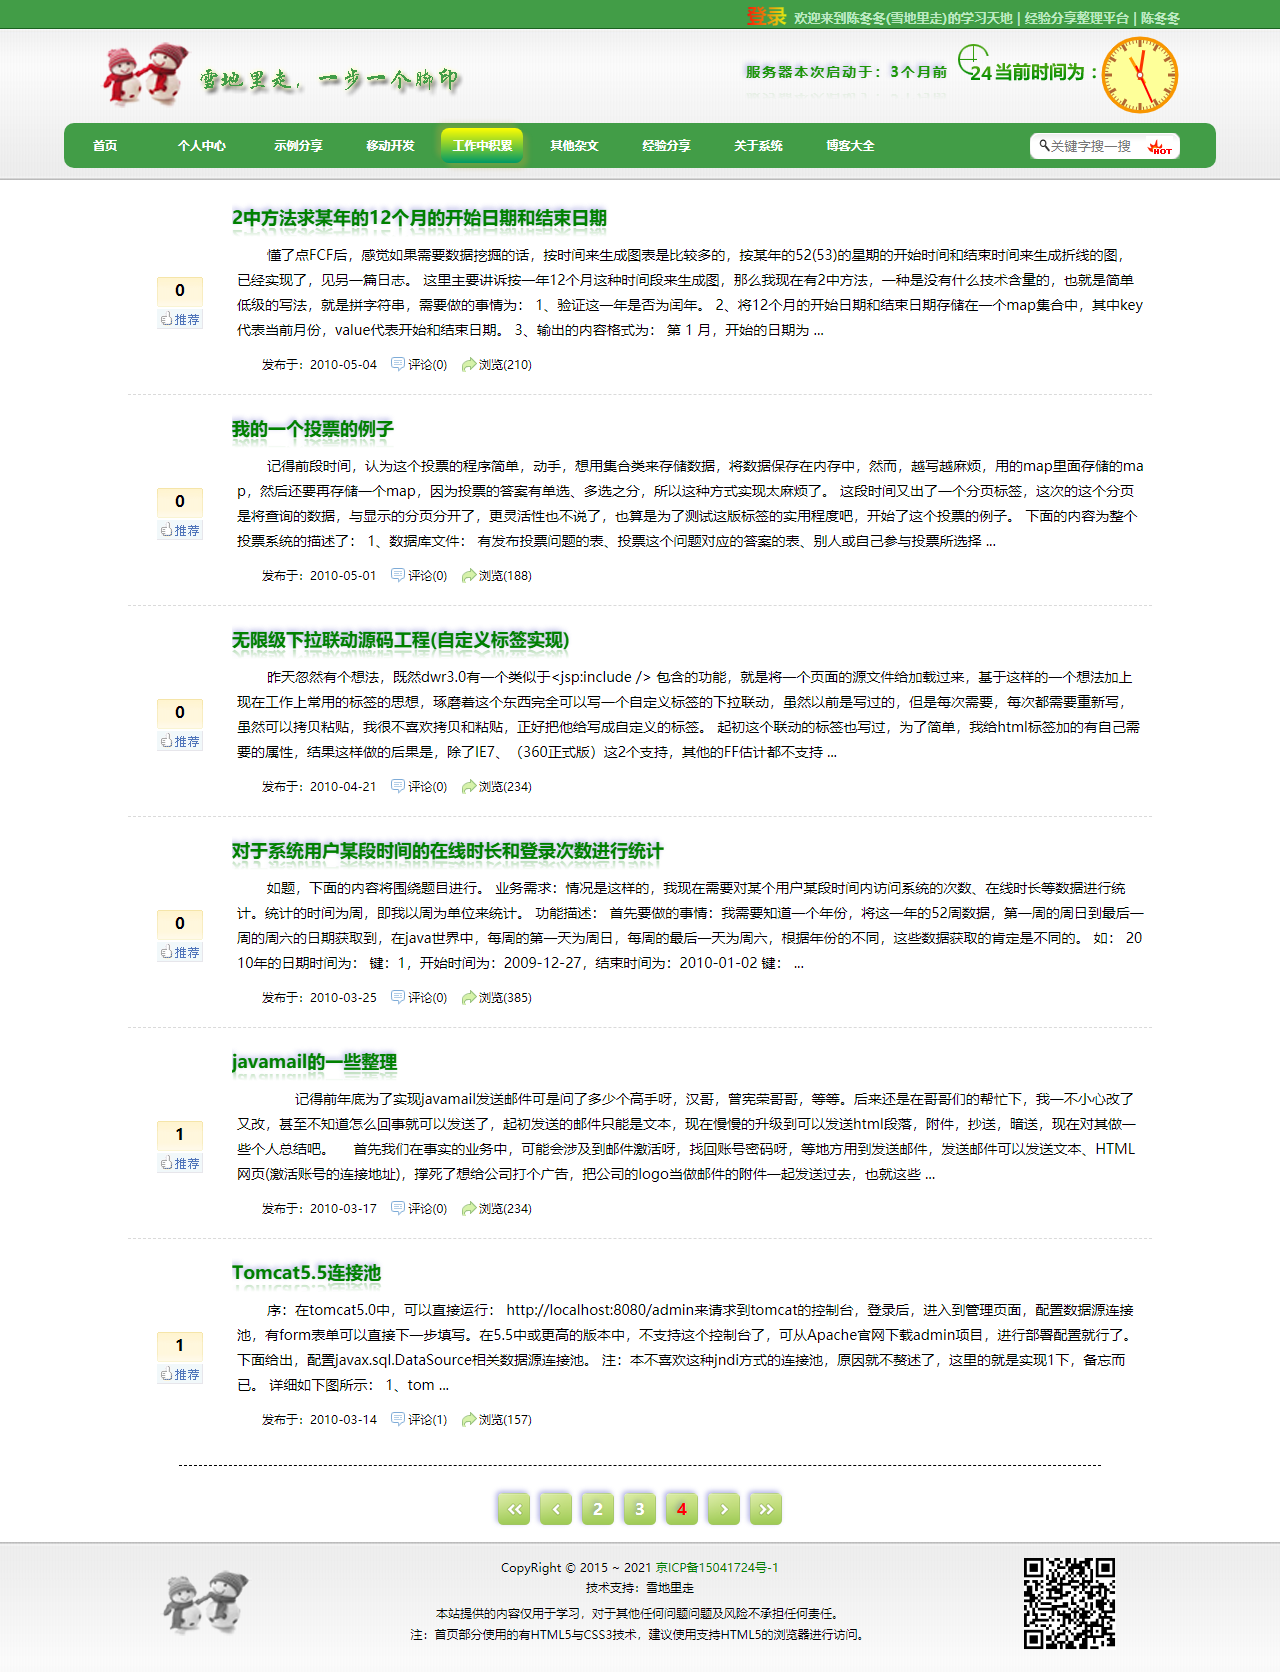 登录 欢迎来到陈冬冬(雪地里走)的学习天地 | 经验分享整理平台 | 陈冬冬
雪地里走，一步一个脚印
服务器本次启动于：3个月前 24 当前时间为：
首页 个人中心 示例分享 移动开发 工作中积累 其他杂文 经验分享 关于系统 博客大全 关键字搜一搜 HOT
2中方法求某年的12个月的开始日期和结束日期
懂了点FCF后，感觉如果需要数据挖掘的话，按时间来生成图表是比较多的，按某年的52(53)的星期的开始时间和结束时间来生成折线的图，
已经实现了，见另一篇日志。 这里主要讲诉按一年12个月这种时间段来生成图，那么我现在有2中方法，一种是没有什么技术含量的，也就是简单
低级的写法，就是拼字符串，需要做的事情为： 1、验证这一年是否为闰年。 2、将12个月的开始日期和结束日期存储在一个map集合中，其中key
代表当前月份，value代表开始和结束日期。 3、输出的内容格式为： 第 1 月，开始的日期为 ...
0
推荐
发布于：2010-05-04 评论(0) 浏览(210)
我的一个投票的例子
记得前段时间，认为这个投票的程序简单，动手，想用集合类来存储数据，将数据保存在内存中，然而，越写越麻烦，用的map里面存储的ma
p，然后还要再存储一个map，因为投票的答案有单选、多选之分，所以这种方式实现太麻烦了。 这段时间又出了一个分页标签，这次的这个分页
是将查询的数据，与显示的分页分开了，更灵活性也不说了，也算是为了测试这版标签的实用程度吧，开始了这个投票的例子。 下面的内容为整个
投票系统的描述了： 1、数据库文件： 有发布投票问题的表、投票这个问题对应的答案的表、别人或自己参与投票所选择 ...
0
推荐
发布于：2010-05-01 评论(0) 浏览(188)
无限级下拉联动源码工程(自定义标签实现)
昨天忽然有个想法，既然dwr3.0有一个类似于<jsp:include /> 包含的功能，就是将一个页面的源文件给加载过来，基于这样的一个想法加上
现在工作上常用的标签的思想，琢磨着这个东西完全可以写一个自定义标签的下拉联动，虽然以前是写过的，但是每次需要，每次都需要重新写，
虽然可以拷贝粘贴，我很不喜欢拷贝和粘贴，正好把他给写成自定义的标签。 起初这个联动的标签也写过，为了简单，我给html标签加的有自己需
要的属性，结果这样做的后果是，除了IE7、（360正式版）这2个支持，其他的FF估计都不支持 ...
0
推荐
发布于：2010-04-21 评论(0) 浏览(234)
对于系统用户某段时间的在线时长和登录次数进行统计
如题，下面的内容将围绕题目进行。 业务需求：情况是这样的，我现在需要对某个用户某段时间内访问系统的次数、在线时长等数据进行统
计。统计的时间为周，即我以周为单位来统计。 功能描述： 首先要做的事情：我需要知道一个年份，将这一年的52周数据，第一周的周日到最后一
周的周六的日期获取到，在java世界中，每周的第一天为周日，每周的最后一天为周六，根据年份的不同，这些数据获取的肯定是不同的。 如： 20
10年的日期时间为： 键：1，开始时间为：2009-12-27，结束时间为：2010-01-02 键： ...
0
推荐
发布于：2010-03-25 评论(0) 浏览(385)
javamail的一些整理
记得前年底为了实现javamail发送邮件可是问了多少个高手呀，汉哥，曾宪荣哥哥，等等。后来还是在哥哥们的帮忙下，我一不小心改了
又改，甚至不知道怎么回事就可以发送了，起初发送的邮件只能是文本，现在慢慢的升级到可以发送html段落，附件，抄送，暗送，现在对其做一
些个人总结吧。 首先我们在事实的业务中，可能会涉及到邮件激活呀，找回账号密码呀，等地方用到发送邮件，发送邮件可以发送文本、HTML
网页(激活账号的连接地址)，撑死了想给公司打个广告，把公司的logo当做邮件的附件一起发送过去，也就这些 ...
1
推荐
发布于：2010-03-17 评论(0) 浏览(234)
Tomcat5.5连接池
序：在tomcat5.0中，可以直接运行： http://localhost:8080/admin来请求到tomcat的控制台，登录后，进入到管理页面，配置数据源连接
池，有form表单可以直接下一步填写。在5.5中或更高的版本中，不支持这个控制台了，可从Apache官网下载admin项目，进行部署配置就行了。
下面给出，配置javax.sql.DataSource相关数据源连接池。 注：本不喜欢这种jndi方式的连接池，原因就不赘述了，这里的就是实现1下，备忘而
已。 详细如下图所示： 1、tom ...
1
推荐
发布于：2010-03-14 评论(1) 浏览(157)
2 3 4
CopyRight © 2015 ~ 2021 京ICP备15041724号-1
技术支持：雪地里走
本站提供的内容仅用于学习，对于其他任何问题问题及风险不承担任何责任。
注：首页部分使用的有HTML5与CSS3技术，建议使用支持HTML5的浏览器进行访问。